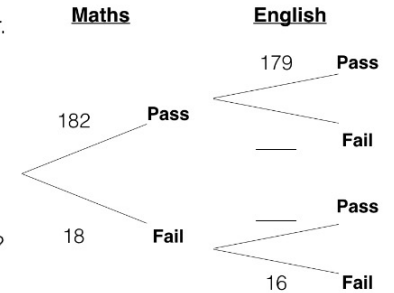 Maths English
179 Pass
182 Pass
Fail
Pass
18 Fail
16 Fail